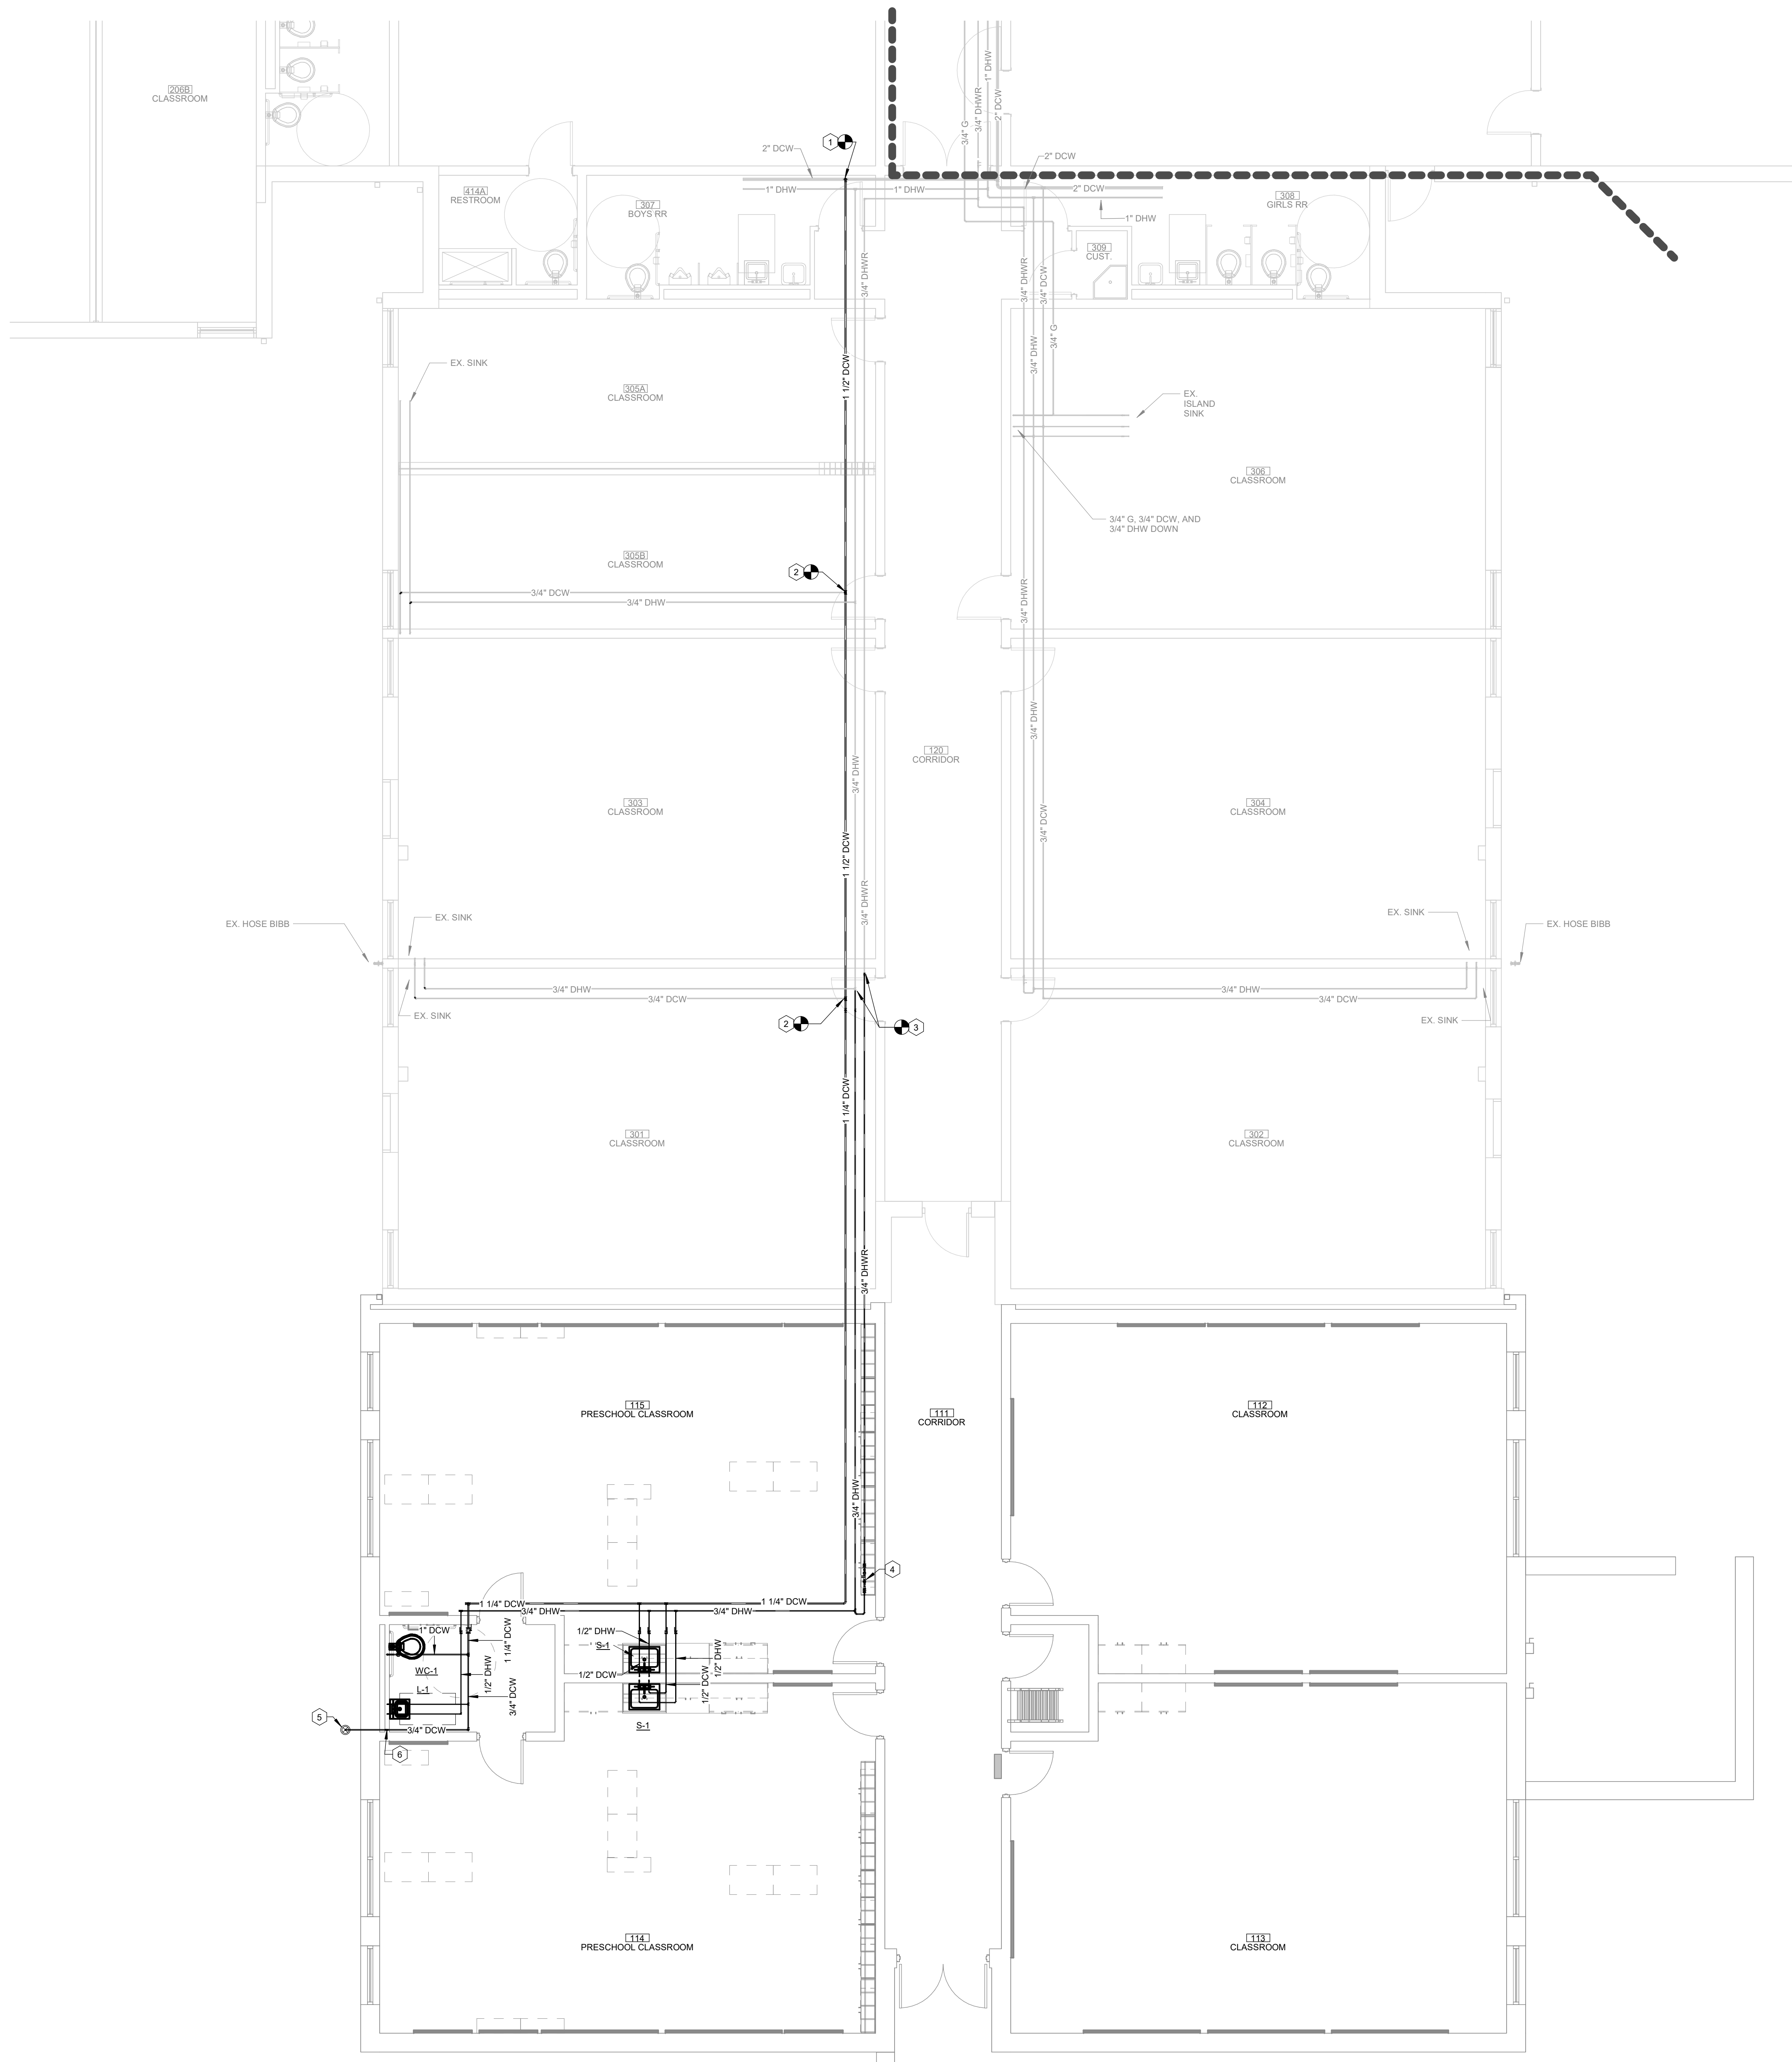 206B
CLASSROOM
1
2" DCW
2" DCW
3/4" G
3/4" DHWR
1" DHW
2" DCW
414A
RESTROOM
1" DHW
1" DHW
2" DCW
307
BOYS RR
308
GIRLS RR
1" DHW
309
CUST.
3/4" DHWR
3/4" DHWR
3/4" DCW
3/4" G
3/4" DHW
1 1/2" DCW
EX. SINK
305A
CLASSROOM
EX.
ISLAND
SINK
306
CLASSROOM
3/4" G, 3/4" DCW, AND
3/4" DHW DOWN
305B
CLASSROOM
2
3/4" DCW
3/4" DHW
3/4" DHWR
3/4" DHW
120
CORRIDOR
3/4" DHW
303
CLASSROOM
304
CLASSROOM
3/4" DCW
1 1/2" DCW
3/4" DHWR
EX. HOSE BIBB
EX. SINK
EX. SINK
EX. HOSE BIBB
3/4" DHW
3/4" DCW
3/4" DHW
3/4" DCW
EX. SINK
2
3
EX. SINK
1 1/4" DCW
301
CLASSROOM
302
CLASSROOM
3/4" DHWR
115
PRESCHOOL CLASSROOM
111
CORRIDOR
112
CLASSROOM
3/4" DHW
4
1 1/4" DCW
1 1/4" DCW
3/4" DHW
3/4" DHW
1" DCW
1 1/4" DCW
1/2" DHW
S-1
WC-1
1/2" DHW
1/2" DCW
1/2" DHW
1/2" DCW
L-1
3/4" DCW
S-1
5
3/4" DCW
6
114
PRESCHOOL CLASSROOM
113
CLASSROOM